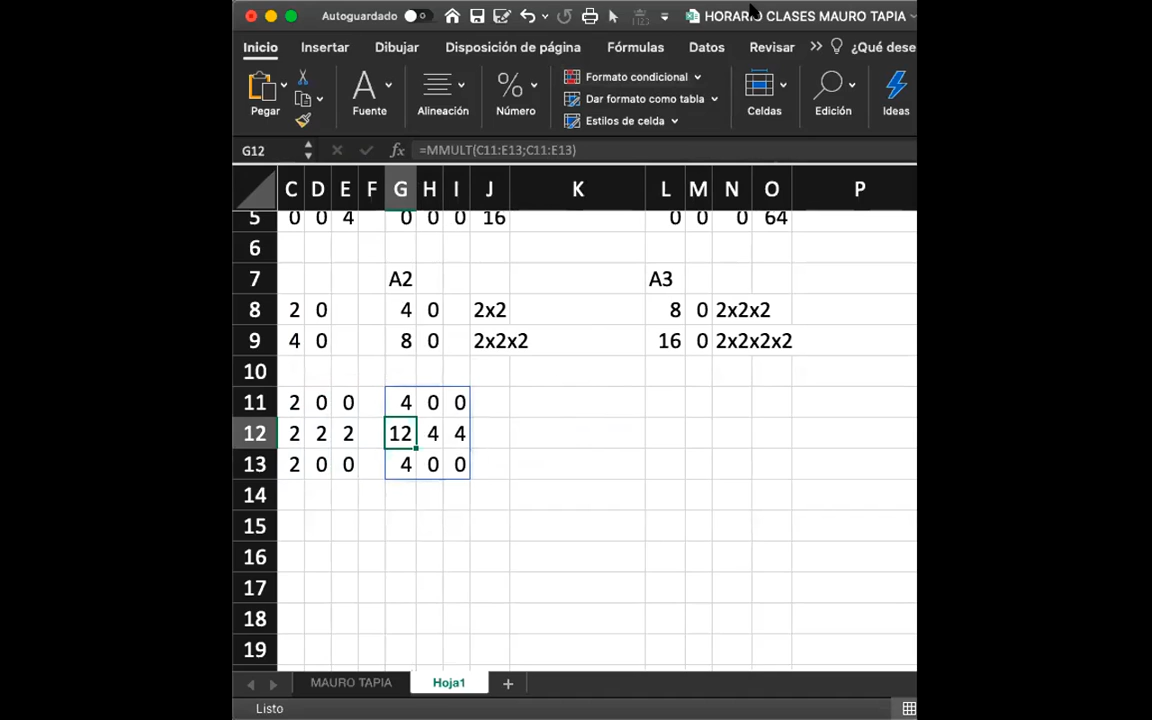 Autoguardado HORARIO CLASES MAURO TAPIA
Inicio Insertar Dibujar Disposición de página Fórmulas Datos Revisar >> ¿Qué dese
Formato condicional
Dar formato como tabla
Estilos de celda
Pegar Fuente Alineación Número Celdas Edición Ideas
G12 fx =MMULT(C11:E13;C11:E13)
C D E F G H I J K L M N O P
5 0 0 4 0 0 0 16 0 0 0 64
6
7 A2 A3
8 2 0 4 0 2x2 8 0 2x2x2
9 4 0 8 0 2x2x2 16 0 2x2x2x2
10
11 2 0 0 4 0 0
12 2 2 2 12 4 4
13 2 0 0 4 0 0
14
15
16
17
18
19
MAURO TAPIA Hoja1 +
Listo